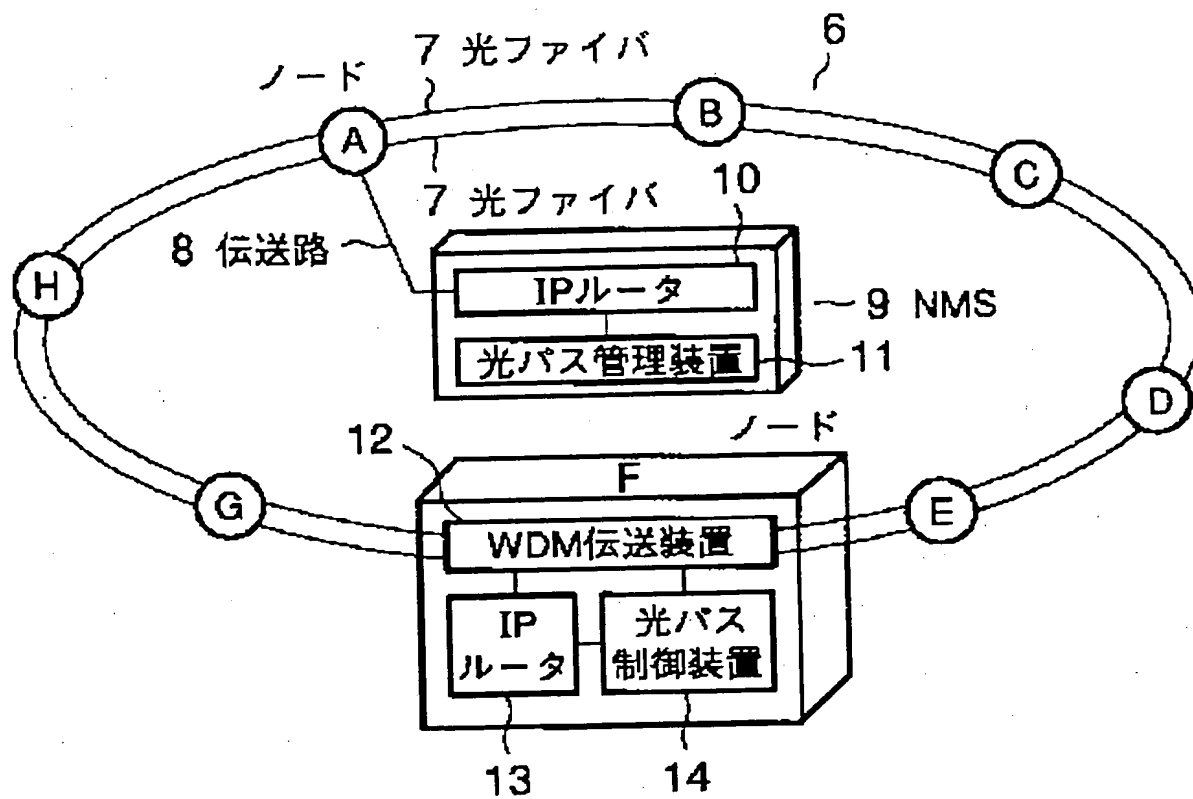 6
7 光ファイバ
ノード
A
B
C
7 光ファイバ
10
8 伝送路
H
IPルータ
9 NMS
光パス管理装置
11
D
ノード
12
F
G
E
WDM伝送装置
IP
ルータ
光パス
制御装置
13
14